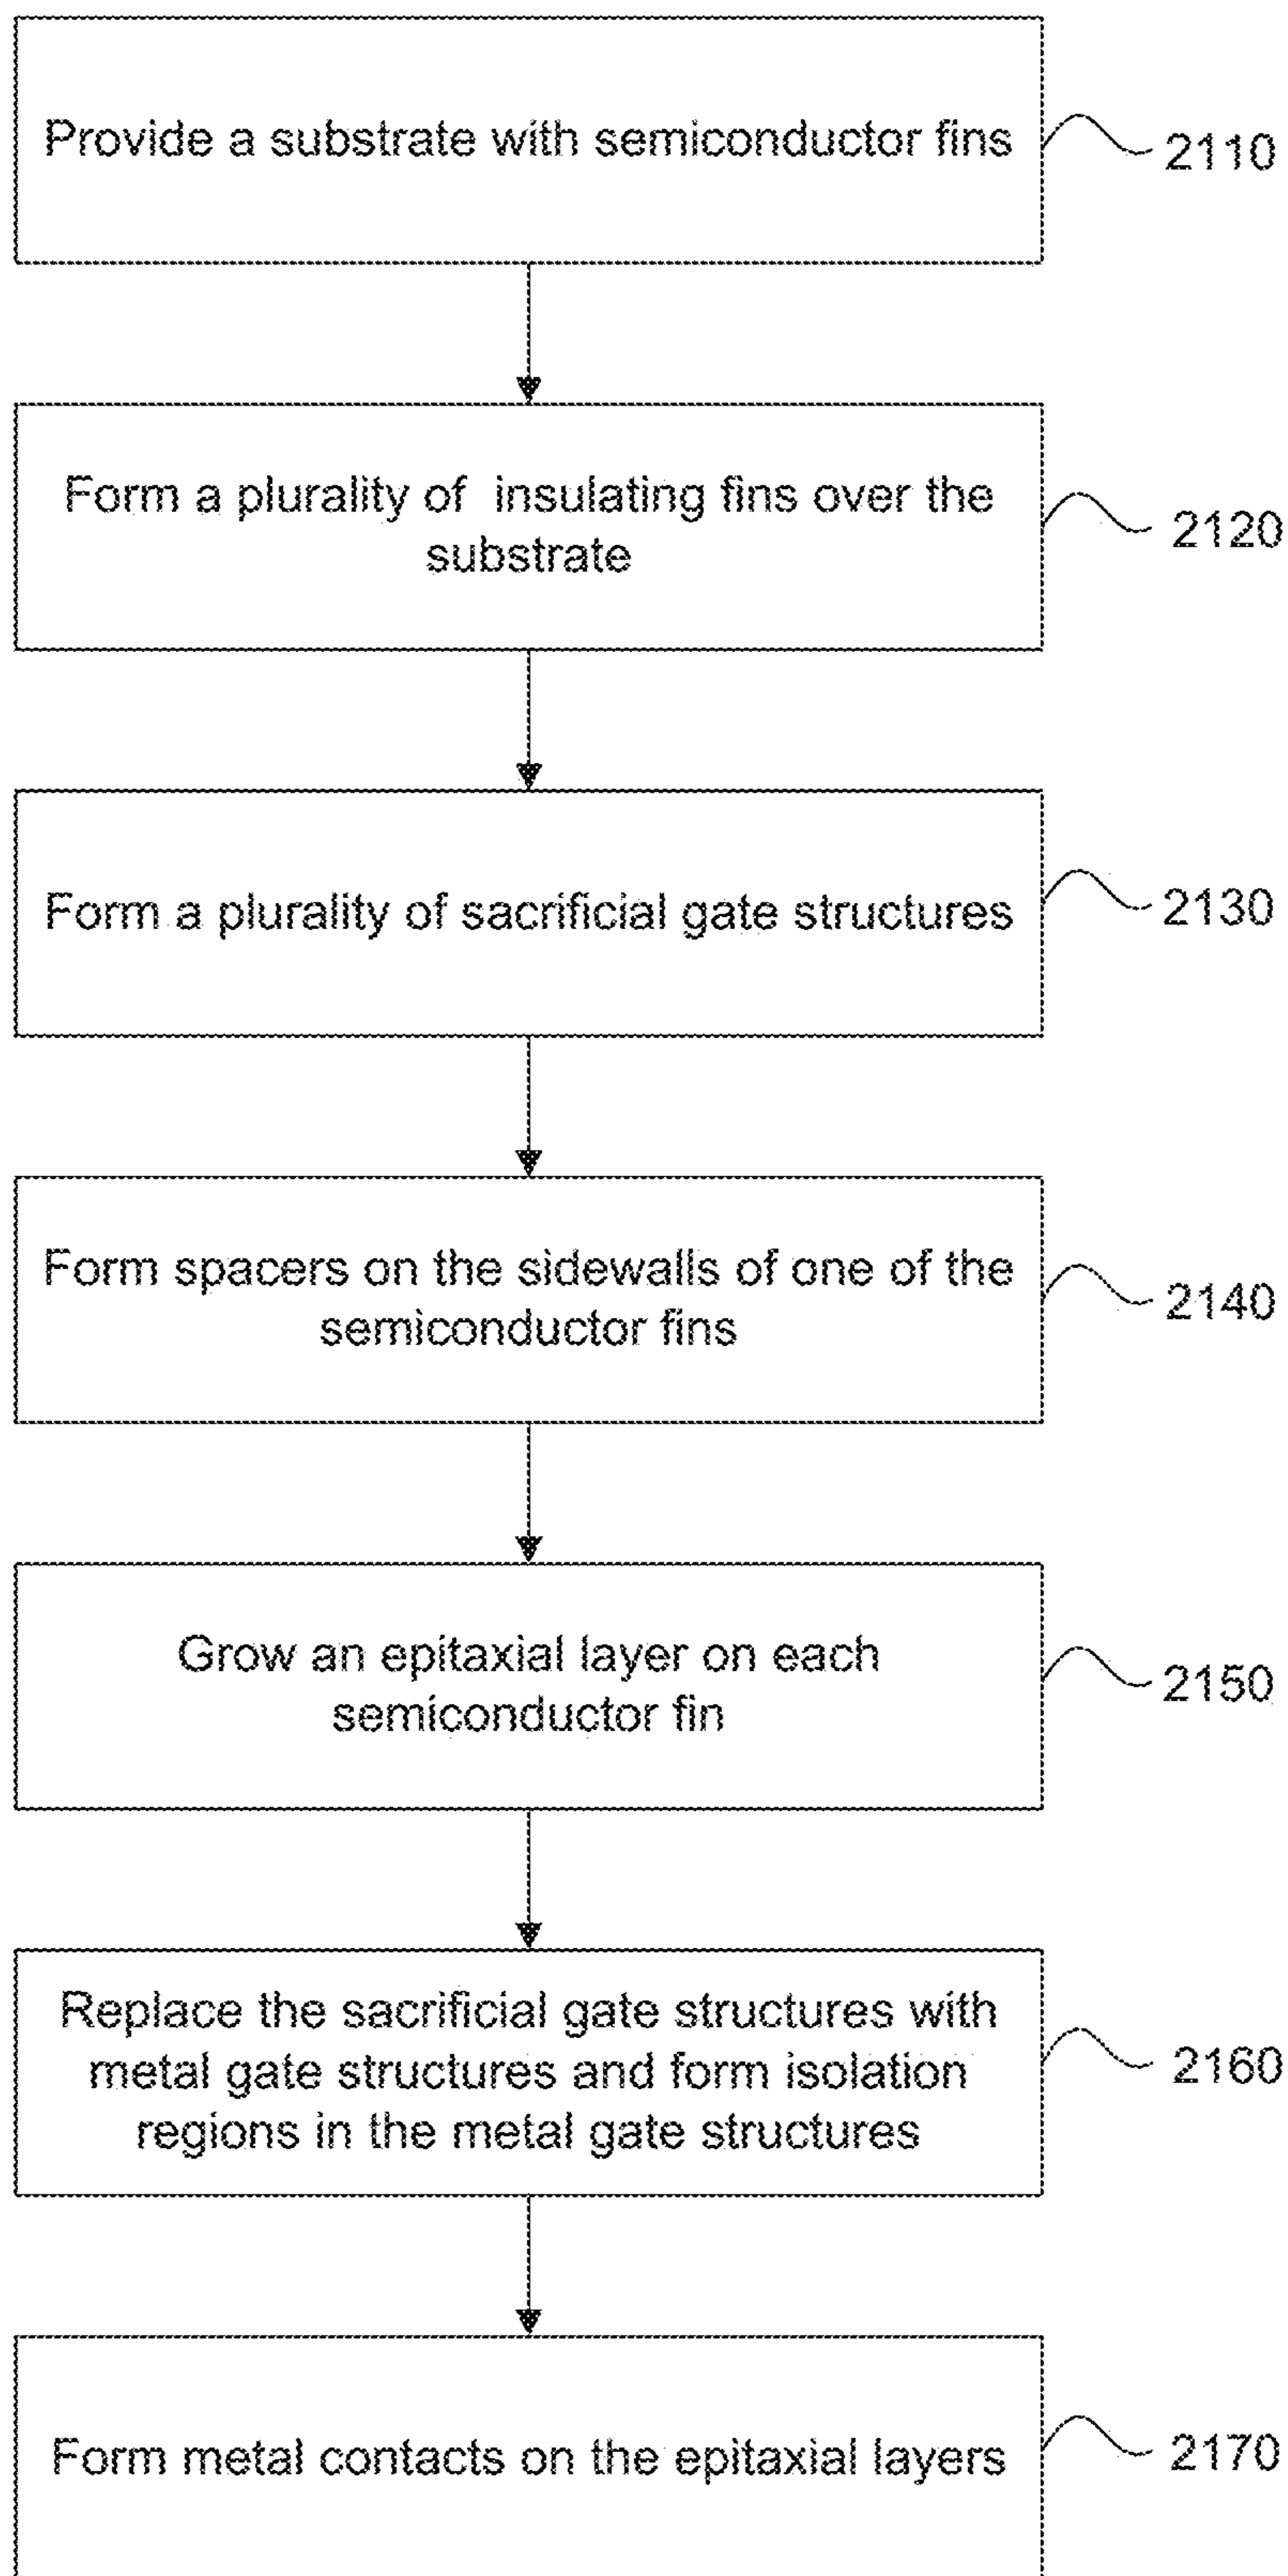 Provide a substrate with semiconductor fins
2110
Form a plurality of insulating fins over the
substrate
2120
Form a plurality of sacrificial gate structures
2130
Form spacers on the sidewalls of one of the
semiconductor fins
2140
Grow an epitaxial layer on each
semiconductor fin
2150
Replace the sacrificial gate structures with
metal gate structures and form isolation
regions in the metal gate structures
2160
Form metal contacts on the epitaxial layers
2170